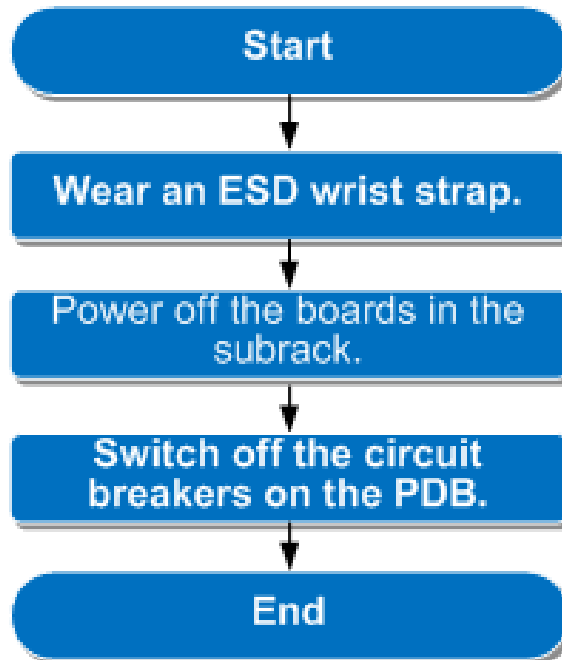 Start
Wear an ESD wrist strap.
Power off the boards in the
subrack.
Switch off the circuit
breakers on the PDB.
End